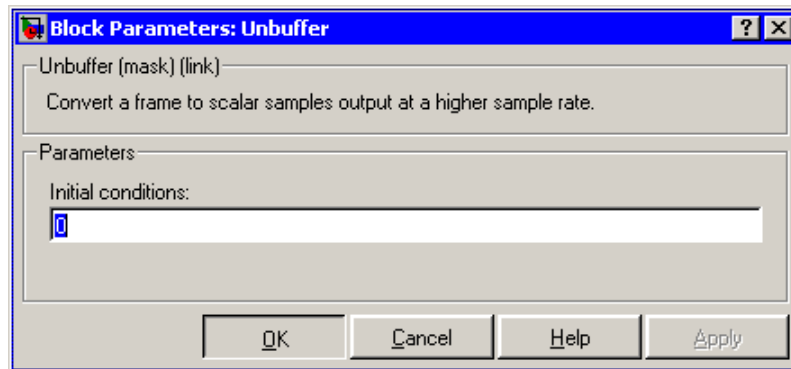 Block Parameters: Unbuffer
Unbuffer (mask) (link)
Convert a frame to scalar samples output at a higher sample rate.
Parameters
Initial conditions:
0
OK Cancel Help Apply